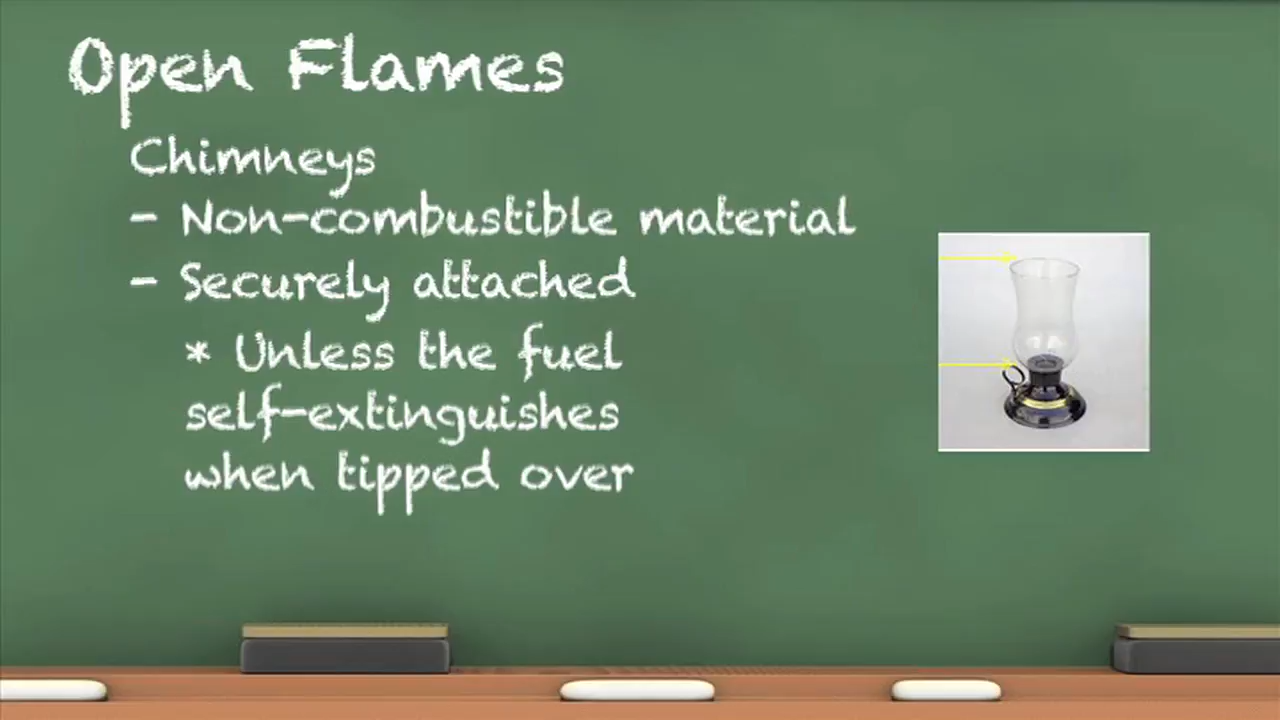 Open Flames
Chimneys
- Non-combustible material
- Securely attached
* Unless the fuel
self-extinguishes
when tipped over